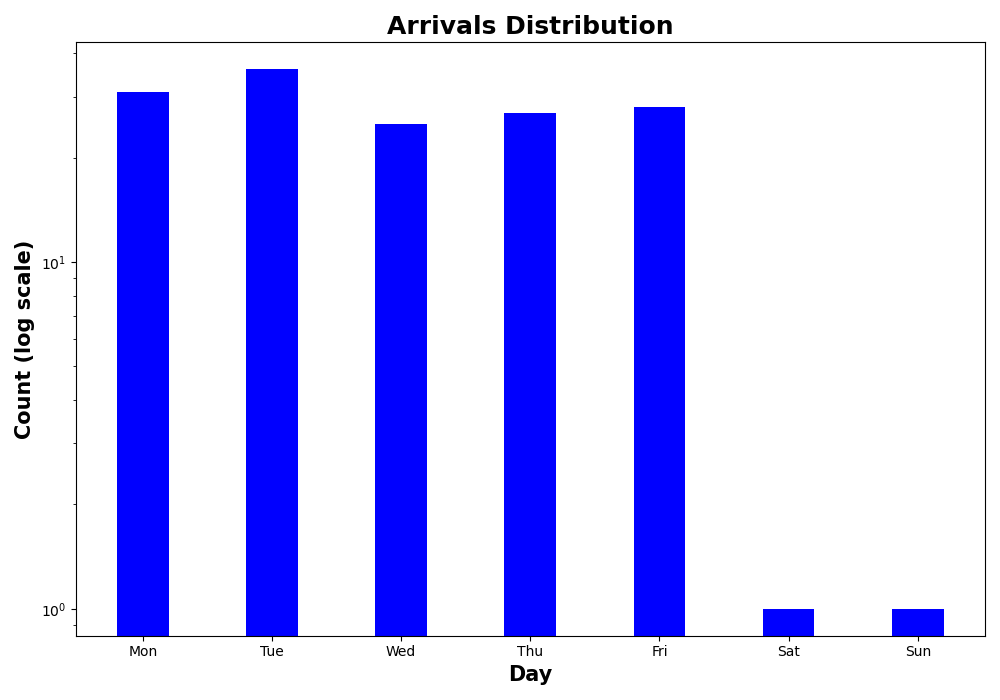 Arrivals Distribution
Count (log scale)
10¹
10⁰
Mon Tue Wed Thu Fri Sat Sun
Day